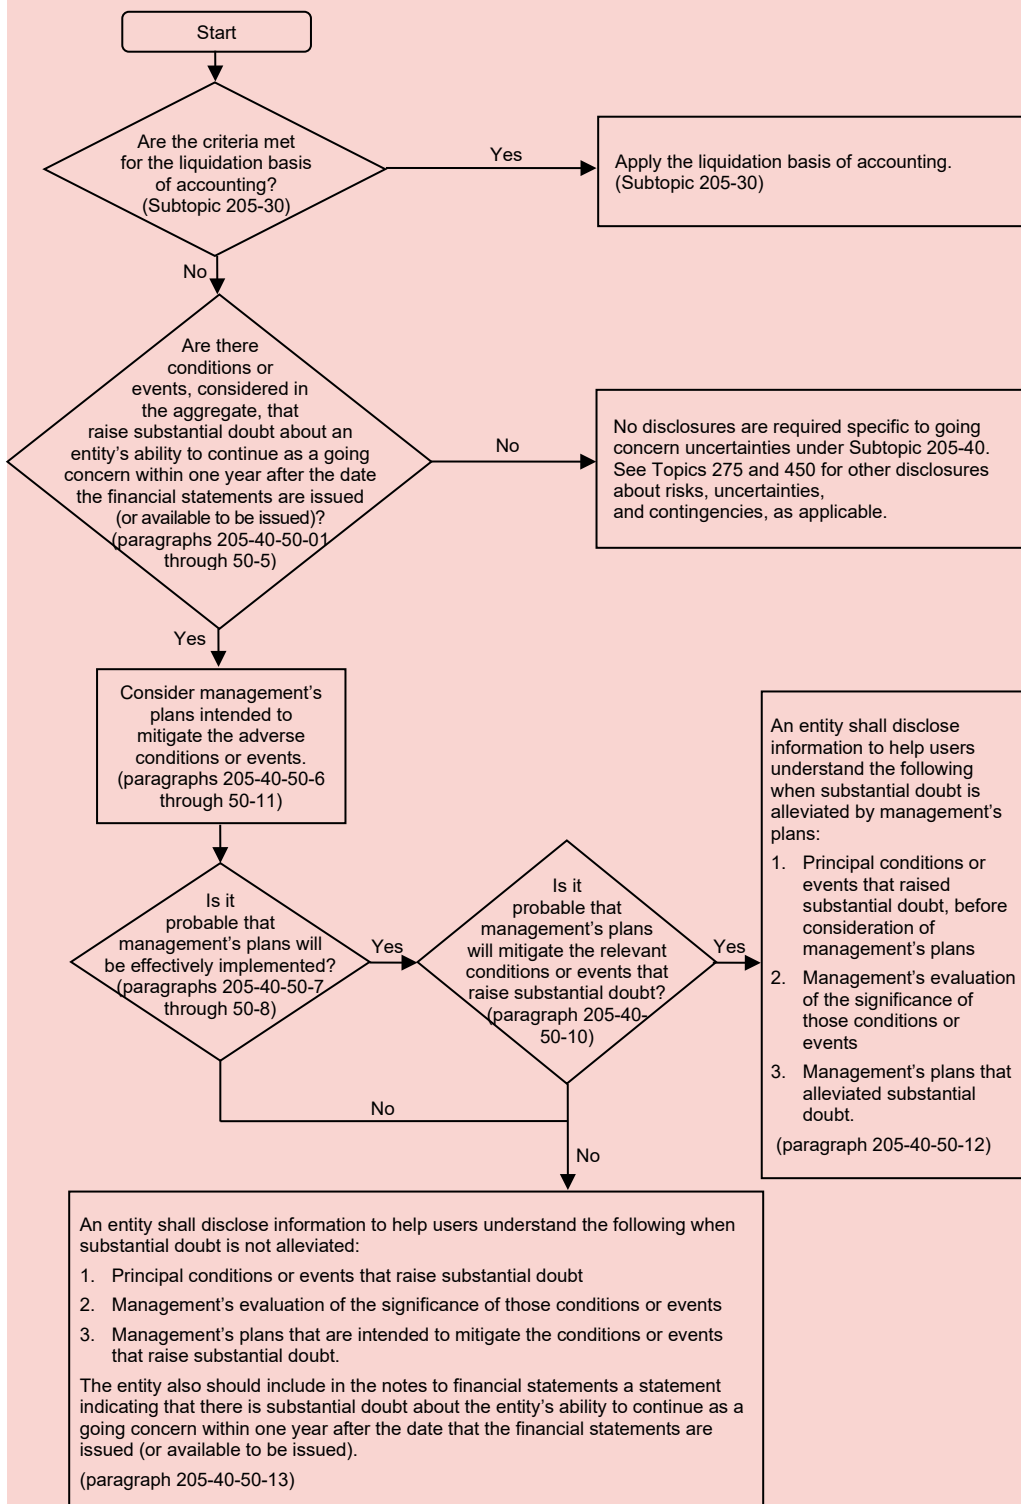 Start
Are the criteria met
for the liquidation basis
of accounting?
(Subtopic 205-30)
Yes
Apply the liquidation basis of accounting.
(Subtopic 205-30)
No
Are there
conditions or
events, considered in
the aggregate, that
raise substantial doubt about an
entity’s ability to continue as a going
concern within one year after the date
the financial statements are issued
(or available to be issued)?
(paragraphs 205-40-50-01
through 50-5)
No
No disclosures are required specific to going
concern uncertainties under Subtopic 205-40.
See Topics 275 and 450 for other disclosures
about risks, uncertainties,
and contingencies, as applicable.
Yes
Consider management’s
plans intended to
mitigate the adverse
conditions or events.
(paragraphs 205-40-50-6
through 50-11)
Is it
probable that
management’s plans will
be effectively implemented?
(paragraphs 205-40-50-7
through 50-8)
Yes
Is it
probable that
management’s plans
will mitigate the relevant
conditions or events that
raise substantial doubt?
(paragraph 205-40-
50-10)
Yes
An entity shall disclose
information to help users
understand the following
when substantial doubt is
alleviated by management’s
plans:
1. Principal conditions or
events that raised
substantial doubt, before
consideration of
management’s plans
2. Management’s evaluation
of the significance of
those conditions or
events
3. Management’s plans that
alleviated substantial
doubt.
(paragraph 205-40-50-12)
No
No
An entity shall disclose information to help users understand the following when
substantial doubt is not alleviated:
1. Principal conditions or events that raise substantial doubt
2. Management’s evaluation of the significance of those conditions or events
3. Management’s plans that are intended to mitigate the conditions or events
that raise substantial doubt.
The entity also should include in the notes to financial statements a statement
indicating that there is substantial doubt about the entity’s ability to continue as a
going concern within one year after the date that the financial statements are
issued (or available to be issued).
(paragraph 205-40-50-13)